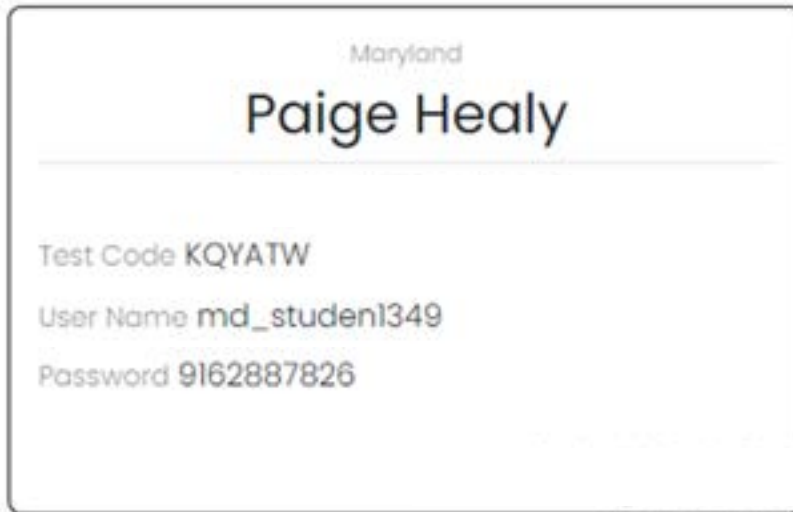 Maryland
Paige Healy
Test Code KQYATW
User Name md_studen1349
Password 9162887826